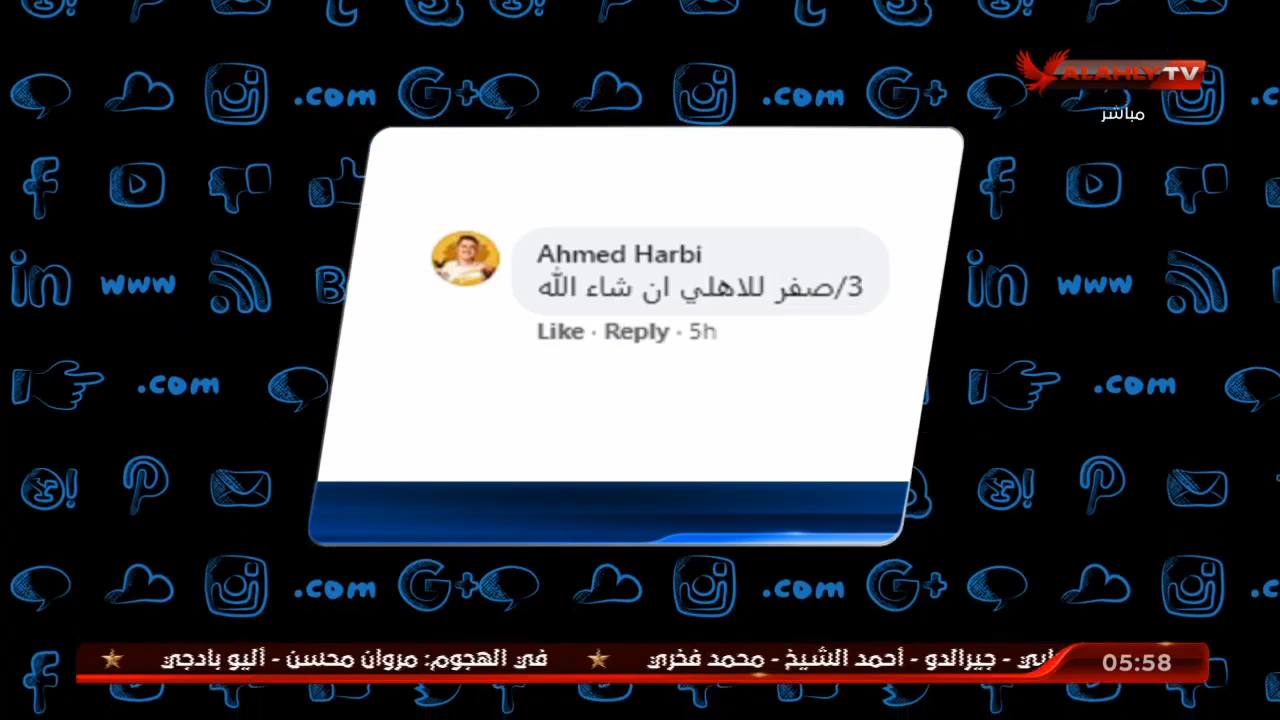 ALAHLY TV
مباشر
Ahmed Harbi
3/صفر للاهلي ان شاء الله
Like · Reply · 5h
- جيرالدو - أحمد الشيخ - محمد فخري
في الهجوم: مروان محسن - أليو بادجي
05:58